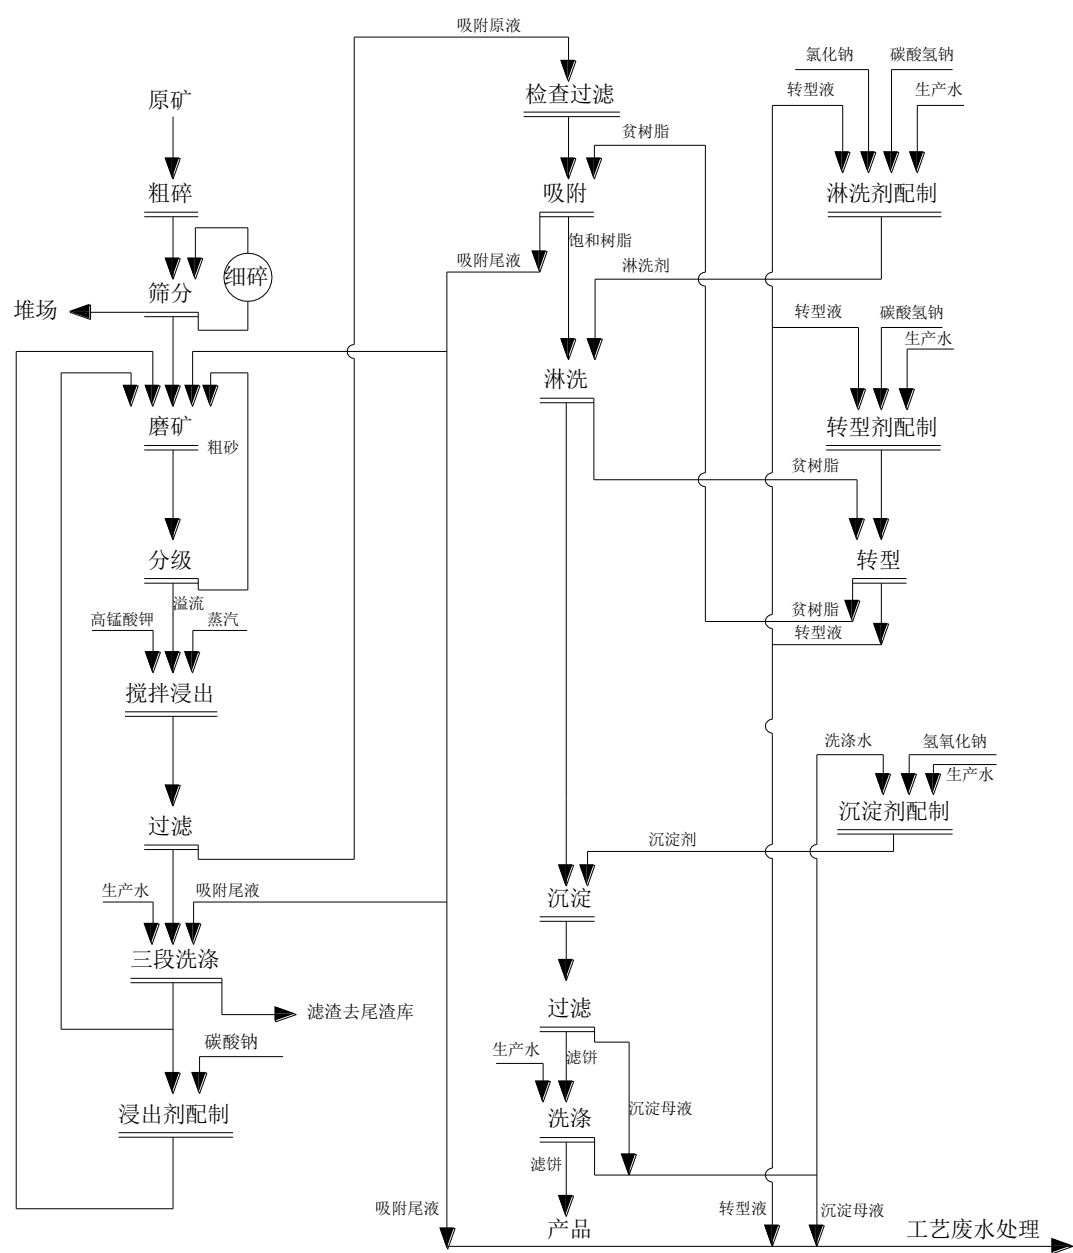 吸附原液
氯化钠
碳酸氢钠
转型液
生产水
原矿
检查过滤
贫树脂
粗碎
吸附
淋洗剂配制
饱和树脂
吸附尾液
淋洗剂
细碎
筛分
堆场
转型液
碳酸氢钠
生产水
淋洗
磨矿
粗砂
转型剂配制
贫树脂
分级
转型
溢流
高锰酸钾
蒸汽
贫树脂
转型液
搅拌浸出
洗涤水
氢氧化钠
生产水
沉淀剂配制
过滤
沉淀剂
生产水
吸附尾液
沉淀
三段洗涤
滤渣去尾渣库
过滤
碳酸钠
生产水
滤饼
浸出剂配制
洗涤
沉淀母液
滤饼
吸附尾液
转型液
沉淀母液
产品
工艺废水处理